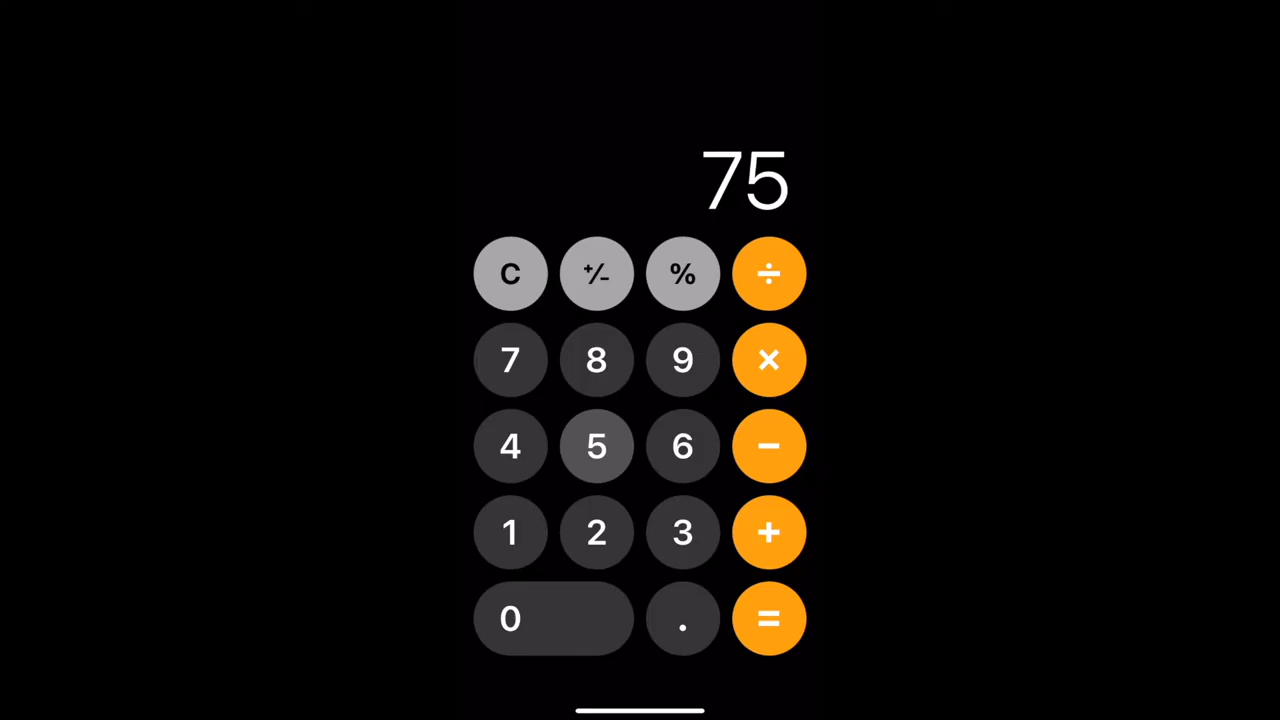 75
C ⁺⁄₋ % ÷
7 8 9 ×
4 5 6 −
1 2 3 +
0 . =